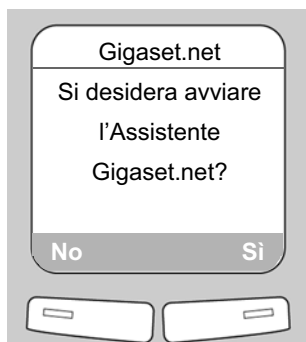 Gigaset.net
Si desidera avviare
l’Assistente
Gigaset.net?
No Sì